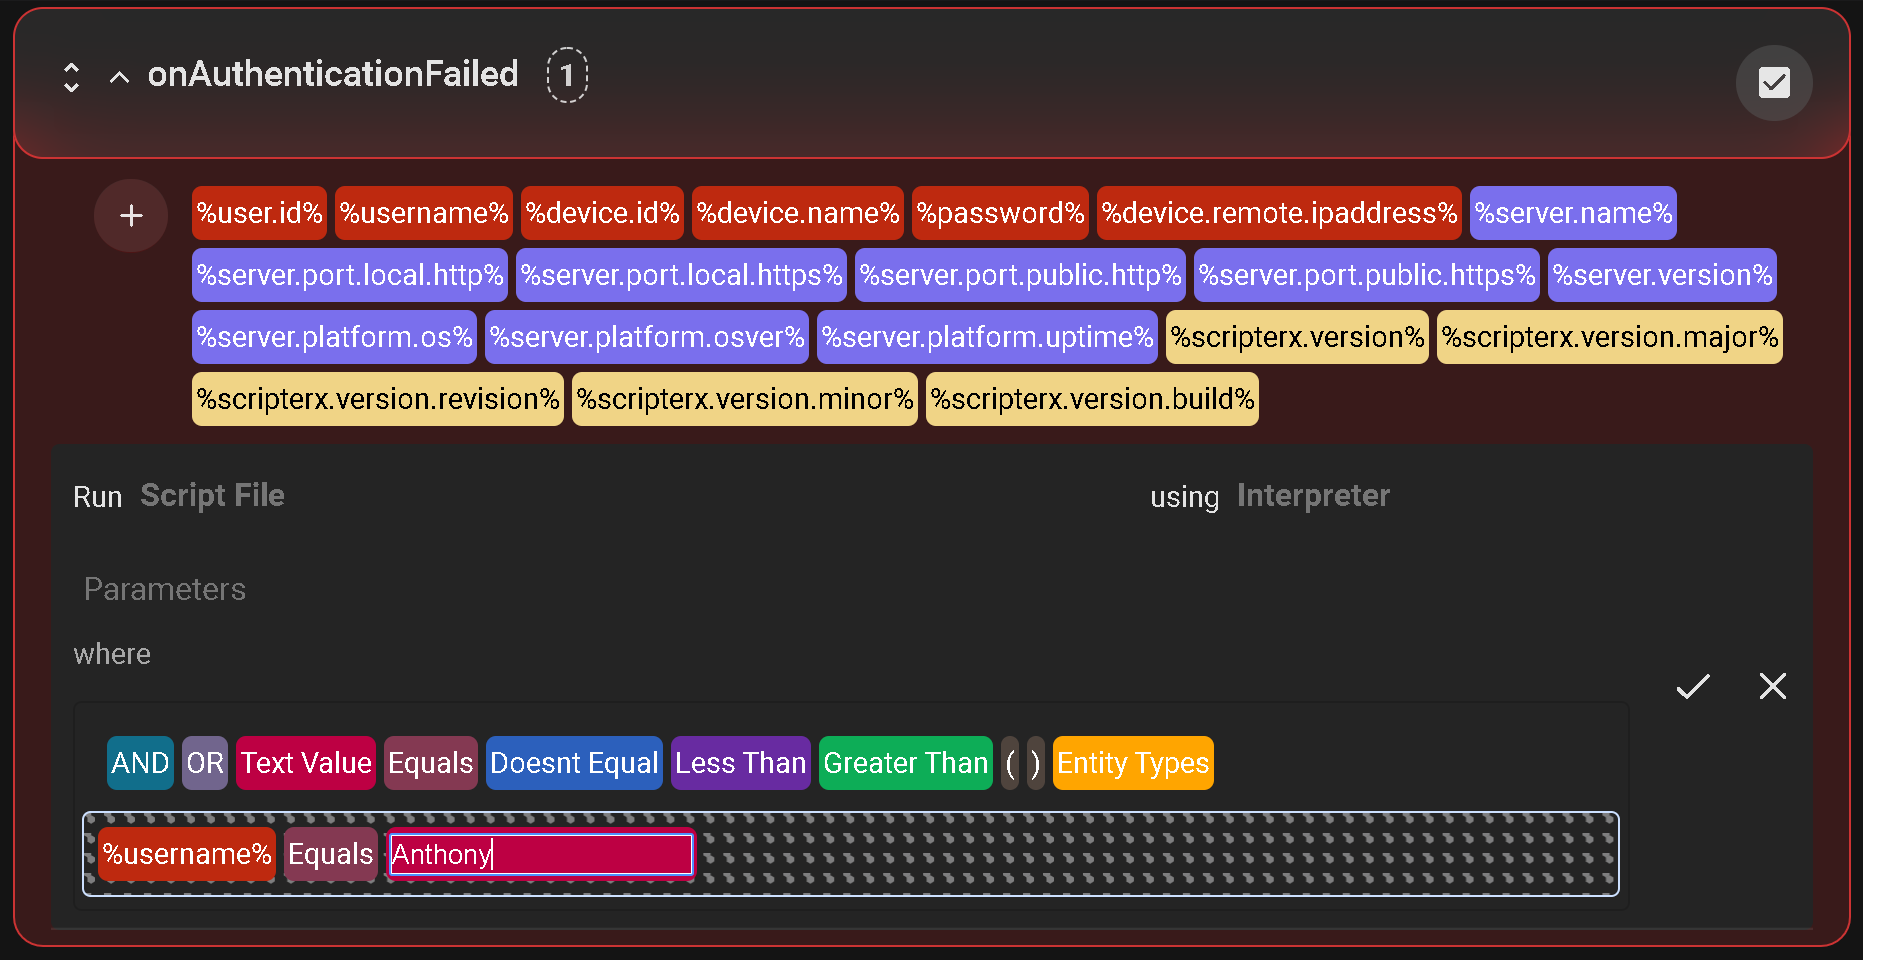 onAuthenticationFailed 1
%user.id% %username% %device.id% %device.name% %password% %device.remote.ipaddress% %server.name%
%server.port.local.http% %server.port.local.https% %server.port.public.http% %server.port.public.https% %server.version%
%server.platform.os% %server.platform.osver% %server.platform.uptime% %scripterx.version% %scripterx.version.major%
%scripterx.version.revision% %scripterx.version.minor% %scripterx.version.build%
Run Script File using Interpreter
Parameters
where
AND OR Text Value Equals Doesnt Equal Less Than Greater Than ( ) Entity Types
%username% Equals Anthony